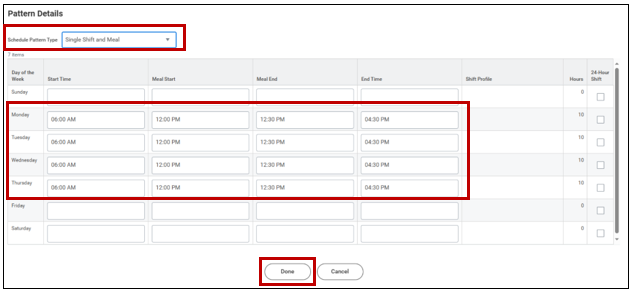 Pattern Details
Schedule Pattern Type Single Shift and Meal
7 items
Day of the Week Start Time Meal Start Meal End End Time Shift Profile Hours 24-Hour Shift
Sunday 0
Monday 06:00 AM 12:00 PM 12:30 PM 04:30 PM 10
Tuesday 06:00 AM 12:00 PM 12:30 PM 04:30 PM 10
Wednesday 06:00 AM 12:00 PM 12:30 PM 04:30 PM 10
Thursday 06:00 AM 12:00 PM 12:30 PM 04:30 PM 10
Friday 0
Saturday 0
Done Cancel